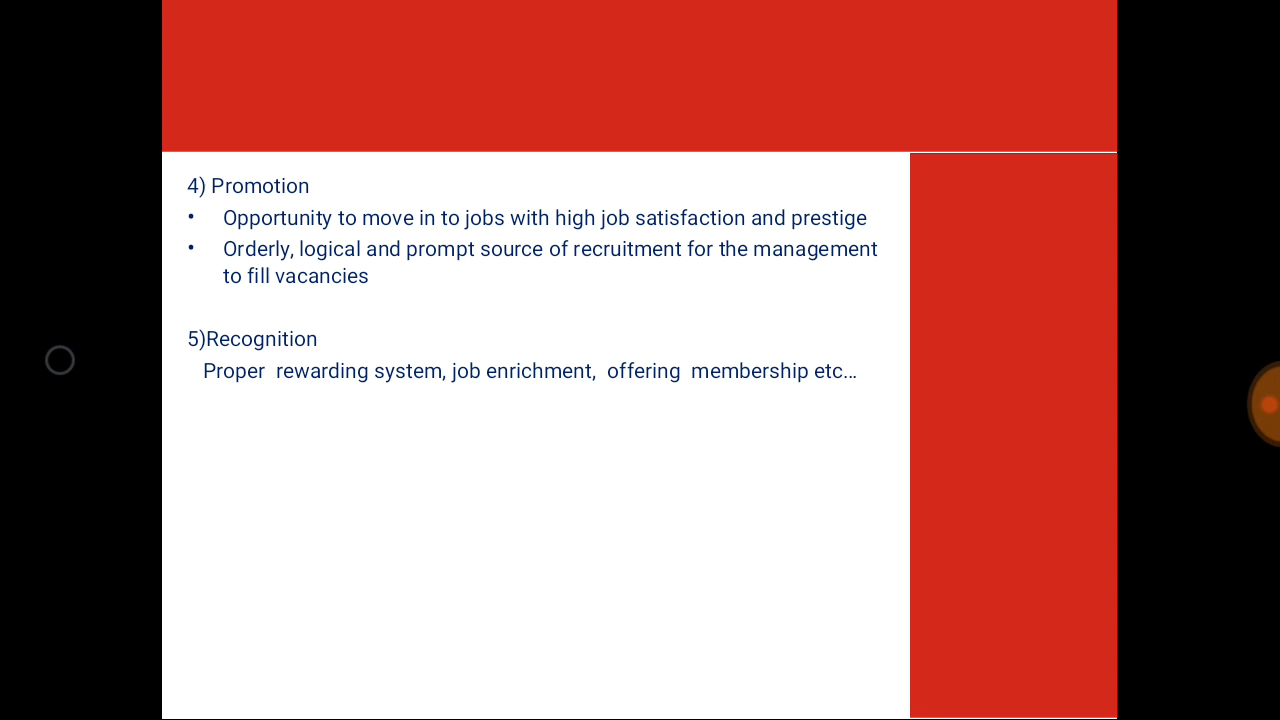 4) Promotion
• Opportunity to move in to jobs with high job satisfaction and prestige
• Orderly, logical and prompt source of recruitment for the management
to fill vacancies
5)Recognition
Proper rewarding system, job enrichment, offering membership etc...